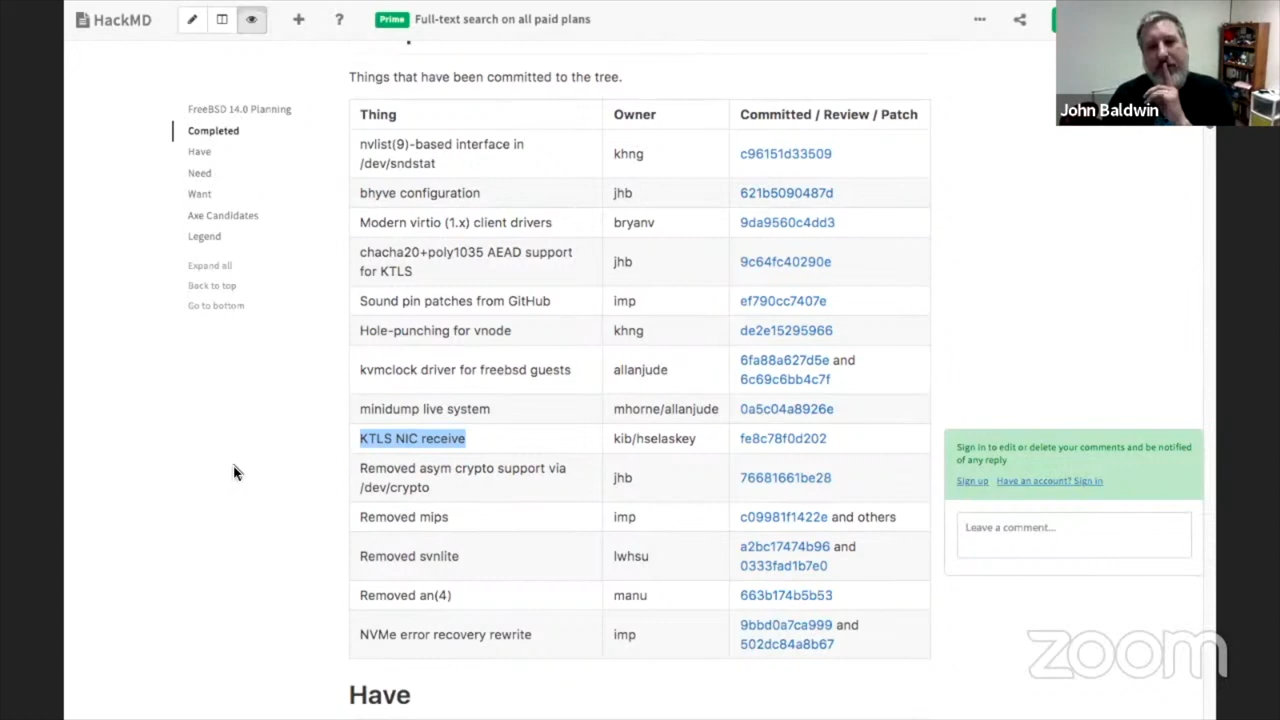 HackMD
Prime Full-text search on all paid plans
John Baldwin
Things that have been committed to the tree.
FreeBSD 14.0 Planning
Completed
Have
Need
Want
Axe Candidates
Legend
Expand all
Back to top
Go to bottom
Thing Owner Committed / Review / Patch
nvlist(9)-based interface in
/dev/sndstat
khng
c96151d33509
bhyve configuration jhb 621b5090487d
Modern virtio (1.x) client drivers bryanv 9da9560c4dd3
chacha20+poly1035 AEAD support
for KTLS
jhb
9c64fc40290e
Sound pin patches from GitHub imp ef790cc7407e
Hole-punching for vnode khng de2e15295966
kvmclock driver for freebsd guests allanjude
6fa88a627d5e and
6c69c6bb4c7f
minidump live system mhorne/allanjude 0a5c04a8926e
KTLS NIC receive kib/hselaskey fe8c78f0d202
Removed asym crypto support via
/dev/crypto
jhb
76681661be28
Removed mips imp c09981f1422e and others
Removed svnlite lwhsu
a2bc17474b96 and
0333fad1b7e0
Removed an(4) manu 663b174b5b53
NVMe error recovery rewrite imp
9bbd0a7ca999 and
502dc84a8b67
Have
Sign in to edit or delete your comments and be notified
of any reply
Sign up Have an account? Sign in
Leave a comment...
zoom